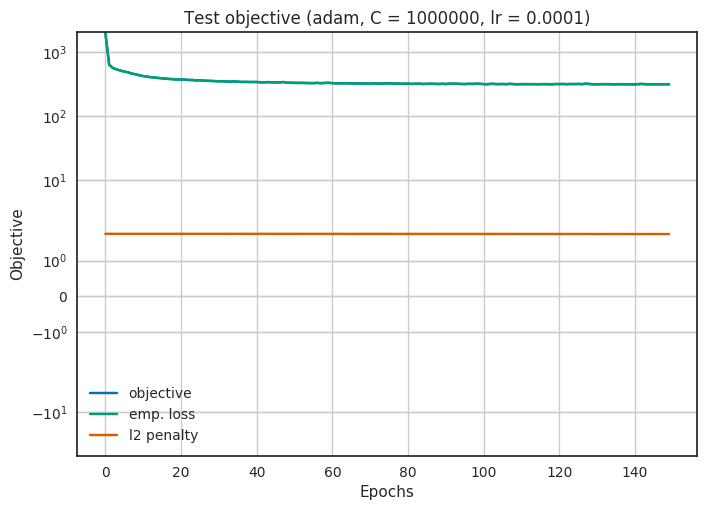 Test objective (adam, C = 1000000, lr = 0.0001)
Objective
10³
10²
10¹
10⁰
0
−10⁰
−10¹
objective
emp. loss
l2 penalty
0 20 40 60 80 100 120 140
Epochs